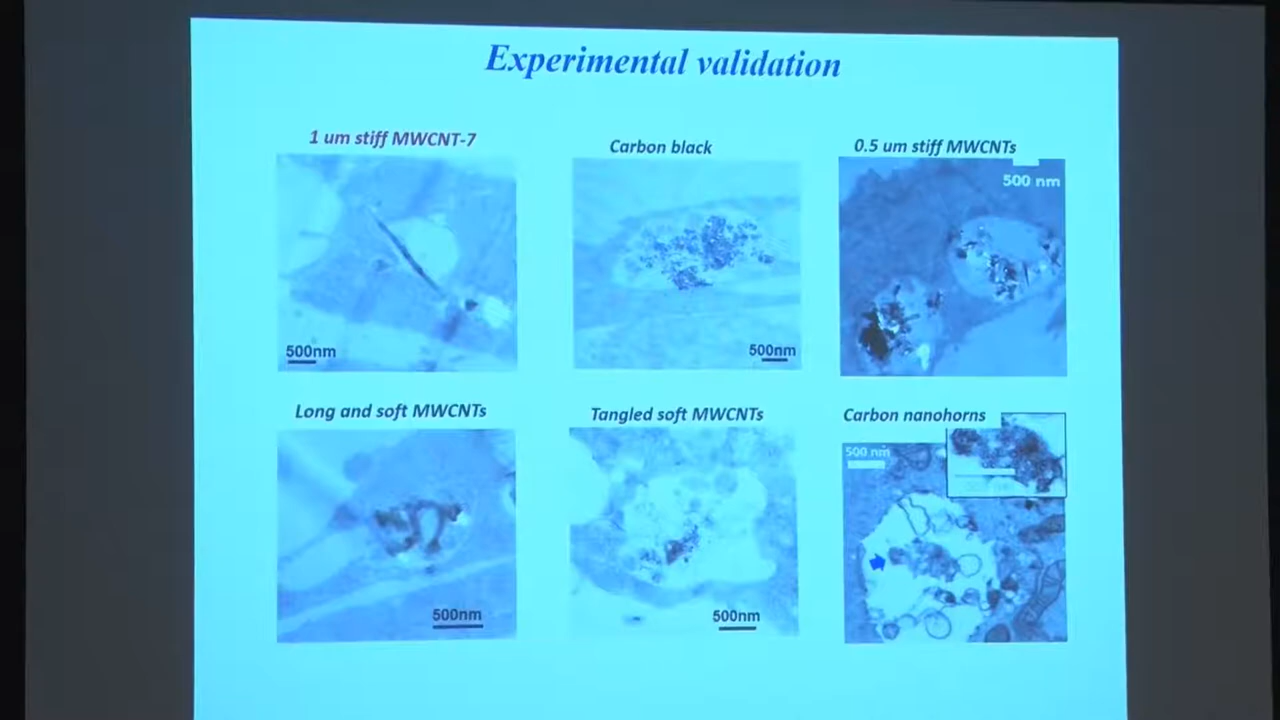 Experimental validation
1 um stiff MWCNT-7
Carbon black
0.5 um stiff MWCNTs
500nm
500nm
500 nm
Long and soft MWCNTs
Tangled soft MWCNTs
Carbon nanohorns
500nm
500nm
500 nm